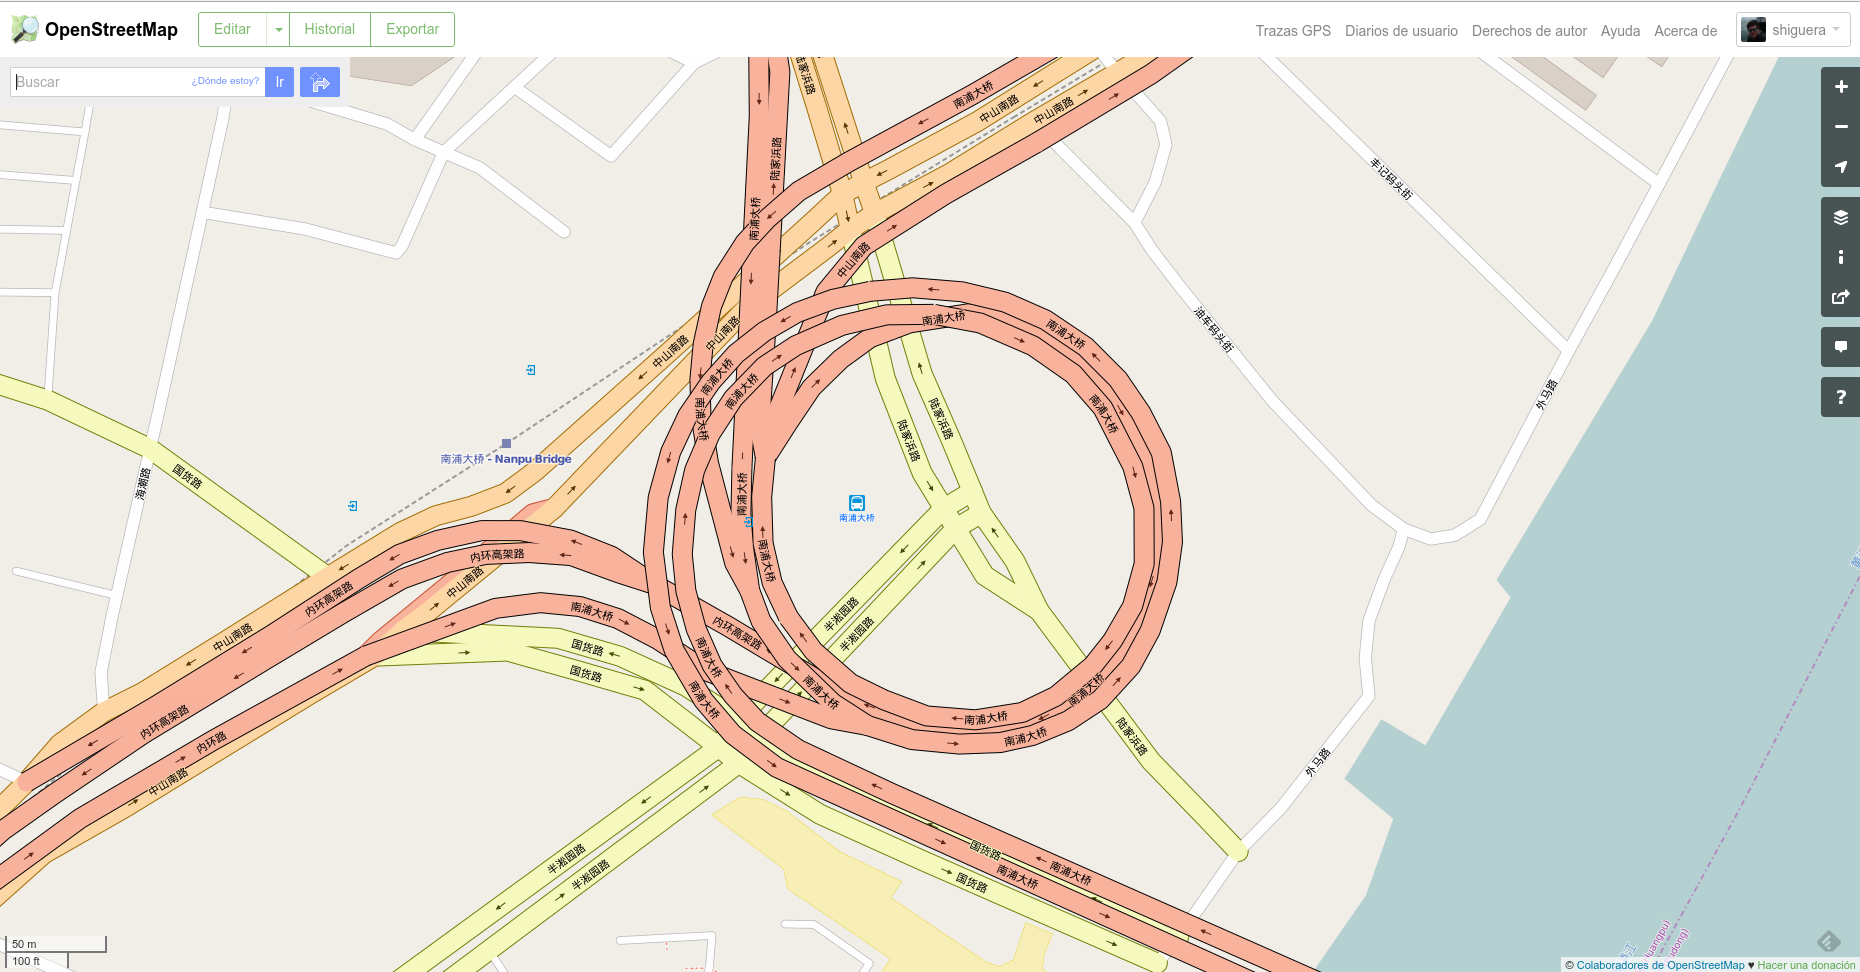 OpenStreetMap
Editar
Historial
Exportar
Trazas GPS
Diarios de usuario
Derechos de autor
Ayuda
Acerca de
shiguera
Buscar
¿Dónde estoy?
Ir
陆家浜路
南浦大桥
中山南路
中山南路
陆家浜路
丰记码头街
南浦大桥
中山南路
油车码头街
南浦大桥
南浦大桥
中山南路
中山南路
南浦大桥
南浦大桥
南浦大桥
南浦大桥
外马路
陆家浜路
陆家浜路
南浦大桥 - Nanpu Bridge
国货路
海潮路
南浦大桥
南浦大桥
南浦大桥
内环高架路
中山南路
内环高架路
南浦大桥
半淞园路
半淞园路
中山南路
内环高架路
国货路
国货路
南浦大桥
南浦大桥
南浦大桥
南浦大桥
内环高架路
内环路
南浦大桥
南浦大桥
陆家浜路
外马路
中山南路
半淞园路
半淞园路
国货路
南浦大桥
南浦大桥
国货路
50 m
100 ft
© Colaboradores de OpenStreetMap ♥ Hacer una donación